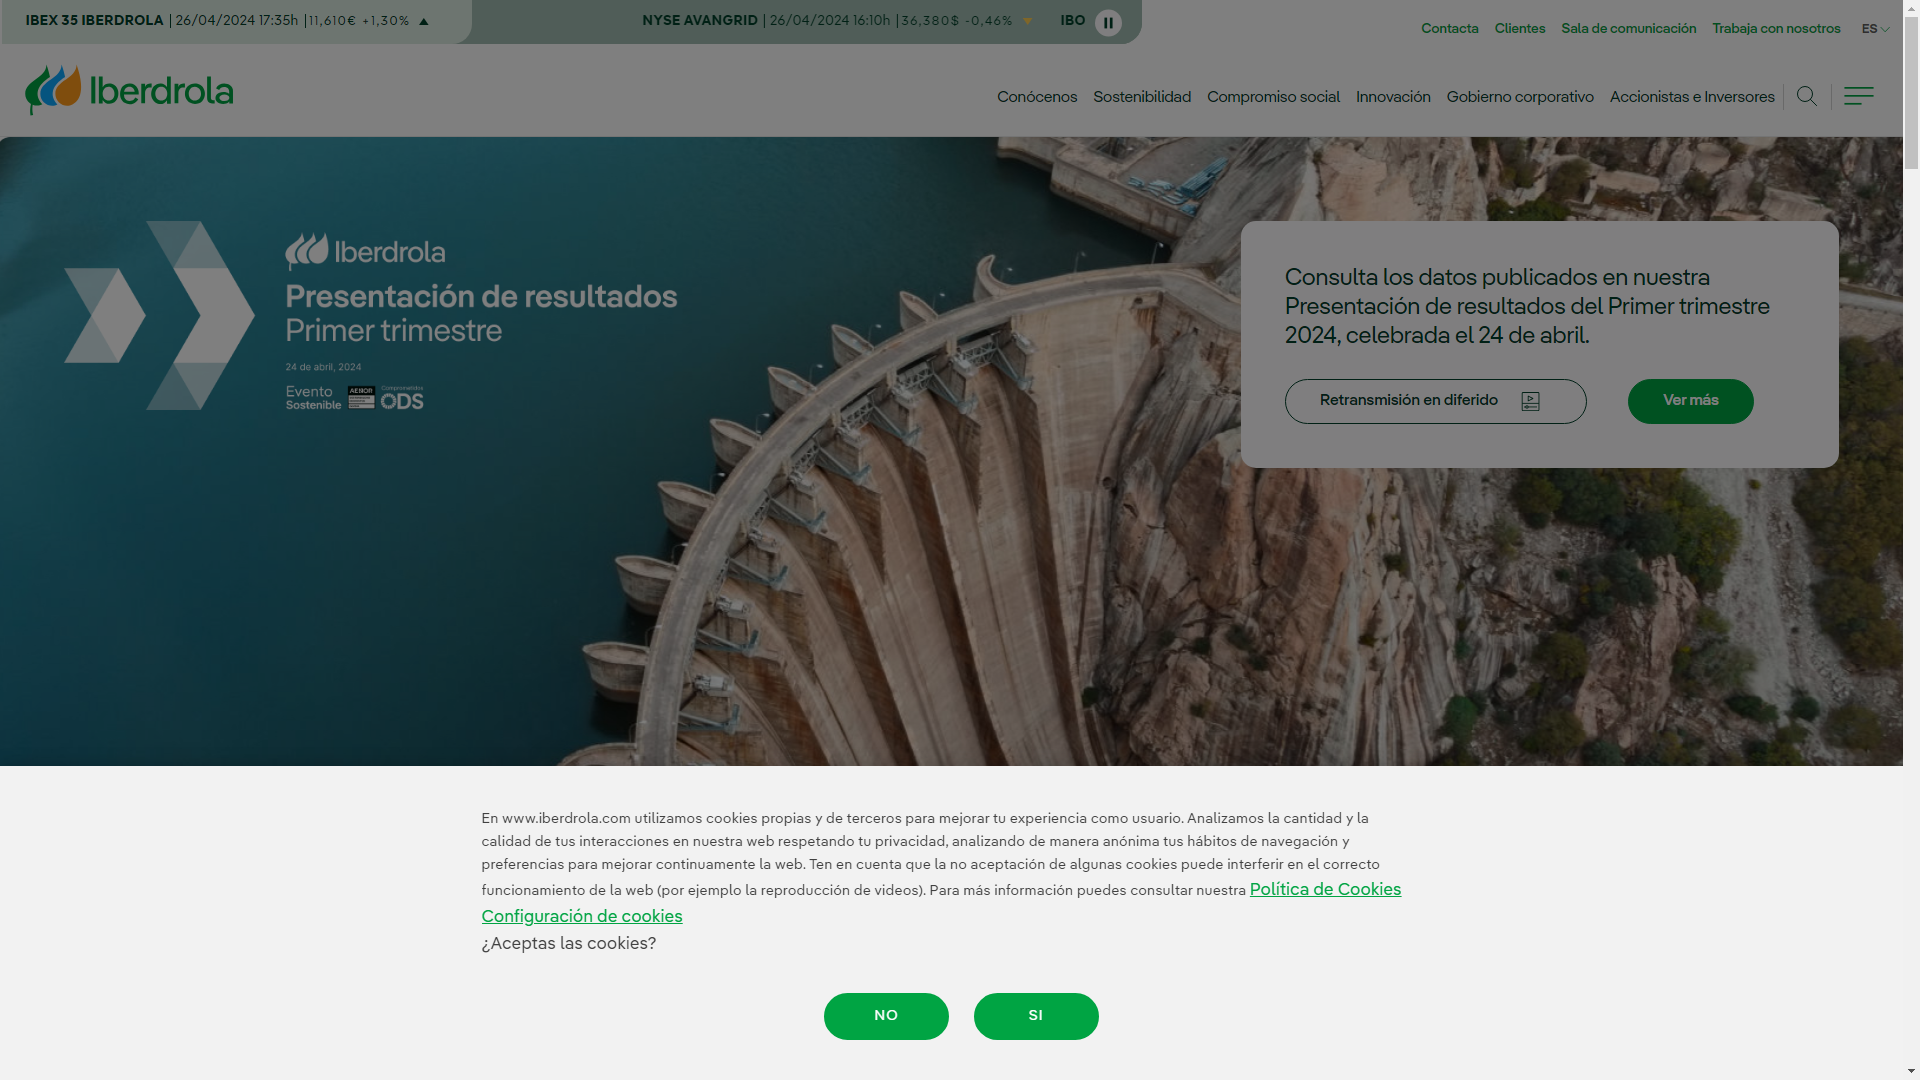 IBEX 35 IBERDROLA | 26/04/2024 17:35h |11,610€ +1,30%
NYSE AVANGRID | 26/04/2024 16:10h |36,380$ -0,46%
IBO
Contacta
Clientes
Sala de comunicación
Trabaja con nosotros
ES
Iberdrola
Conócenos
Sostenibilidad
Compromiso social
Innovación
Gobierno corporativo
Accionistas e Inversores
Iberdrola
Presentación de resultados
Primer trimestre
24 de abril, 2024
Evento
Sostenible
AENOR
Comprometidos
ODS
Consulta los datos publicados en nuestra
Presentación de resultados del Primer trimestre
2024, celebrada el 24 de abril.
Retransmisión en diferido
Ver más
En www.iberdrola.com utilizamos cookies propias y de terceros para mejorar tu experiencia como usuario. Analizamos la cantidad y la
calidad de tus interacciones en nuestra web respetando tu privacidad, analizando de manera anónima tus hábitos de navegación y
preferencias para mejorar continuamente la web. Ten en cuenta que la no aceptación de algunas cookies puede interferir en el correcto
funcionamiento de la web (por ejemplo la reproducción de videos). Para más información puedes consultar nuestra Política de Cookies
Configuración de cookies
¿Aceptas las cookies?
NO
SI